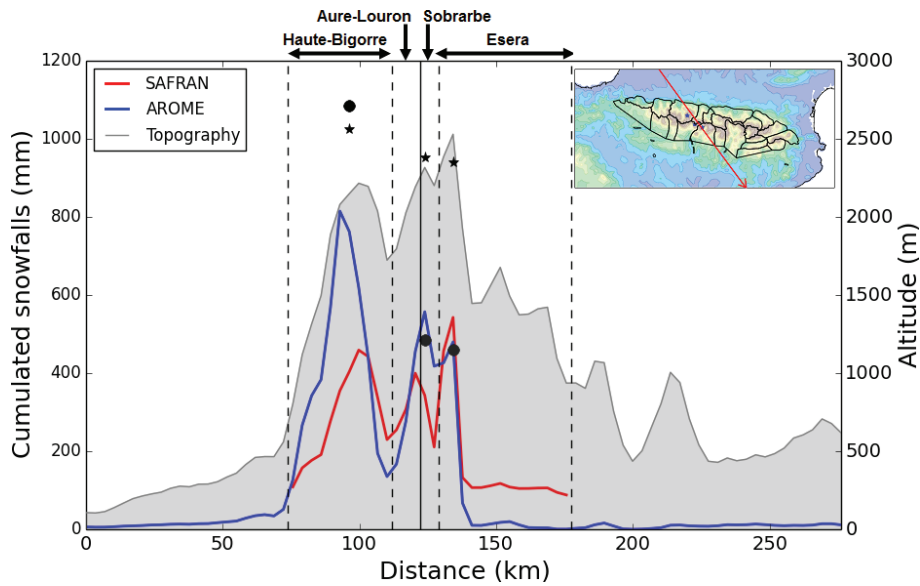 Aure-Louron Sobrarbe
Haute-Bigorre Esera
1200 3000
SAFRAN
AROME
Topography
1000 2500
800 2000
600 1500
400 1000
200 500
0 0
Cumulated snowfalls (mm)
Altitude (m)
0 50 100 150 200 250
Distance (km)